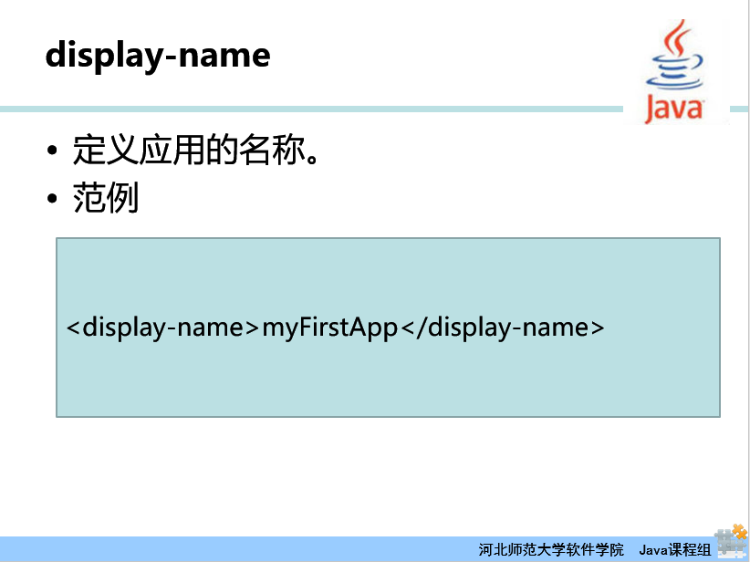 display-name
Java
• 定义应用的名称。
• 范例
<display-name>myFirstApp</display-name>
河北师范大学软件学院 Java课程组